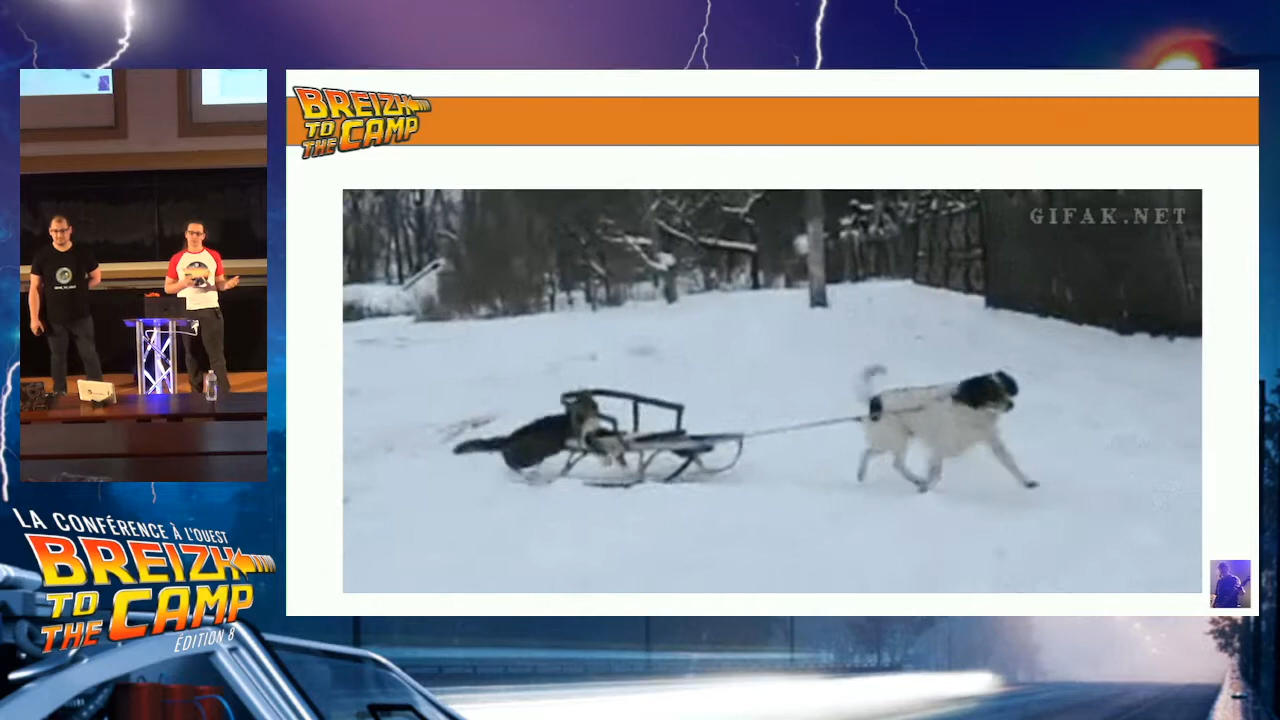 BREIZH
TO
THE CAMP
GIFAK.NET
LA CONFÉRENCE À L'OUEST
BREIZH
TO
THE CAMP
ÉDITION 8